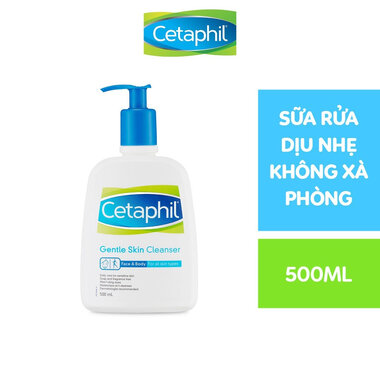 Cetaphil®
SỮA RỬA
DỊU NHẸ
KHÔNG XÀ
PHÒNG
500ML
Cetaphil
Gentle Skin Cleanser
Face & Body For all skin types
500 mL